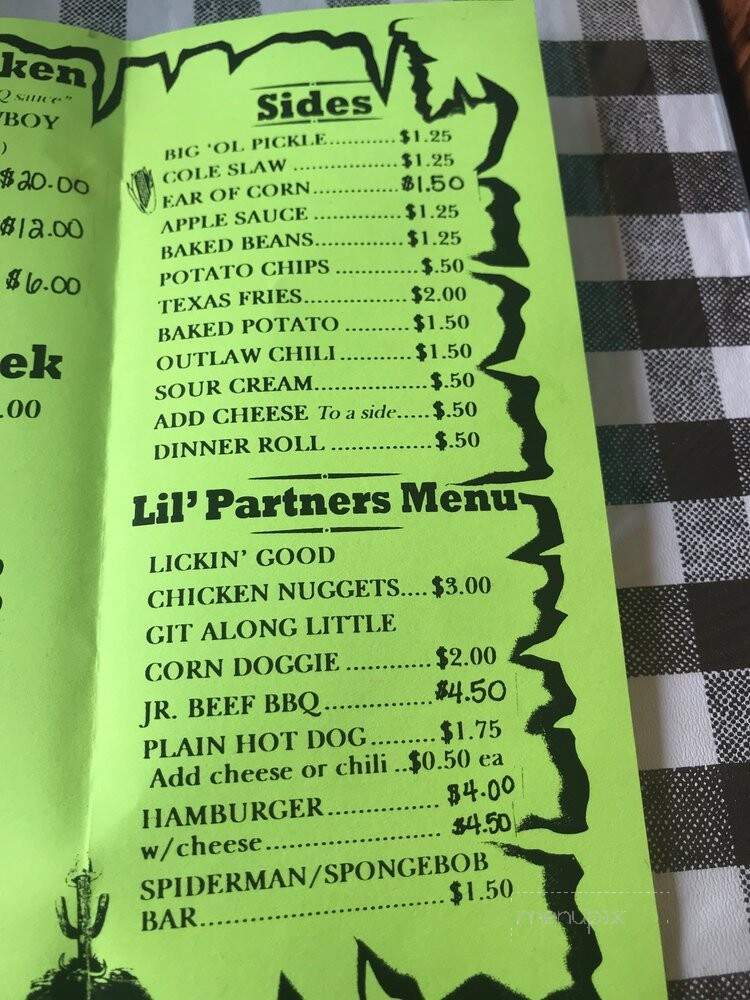 ken
Q sauce"
WBOY
)
$20.00
$12.00
$6.00
ek
.00
Sides
BIG 'OL PICKLE...........$1.25
COLE SLAW ................$1.25
EAR OF CORN..............$1.50
APPLE SAUCE ..............$1.25
BAKED BEANS..............$1.25
POTATO CHIPS .............$.50
TEXAS FRIES................$2.00
BAKED POTATO ..........$1.50
OUTLAW CHILI...........$1.50
SOUR CREAM.................$.50
ADD CHEESE To a side.....$.50
DINNER ROLL ...............$.50
Lil' Partners Menu
LICKIN' GOOD
CHICKEN NUGGETS....$3.00
GIT ALONG LITTLE
CORN DOGGIE ............$2.00
JR. BEEF BBQ...............$4.50
PLAIN HOT DOG.........$1.75
Add cheese or chili ..$0.50 ea
HAMBURGER............... $4.00
w/cheese........................ $4.50
SPIDERMAN/SPONGEBOB
BAR.................................$1.50
menupix